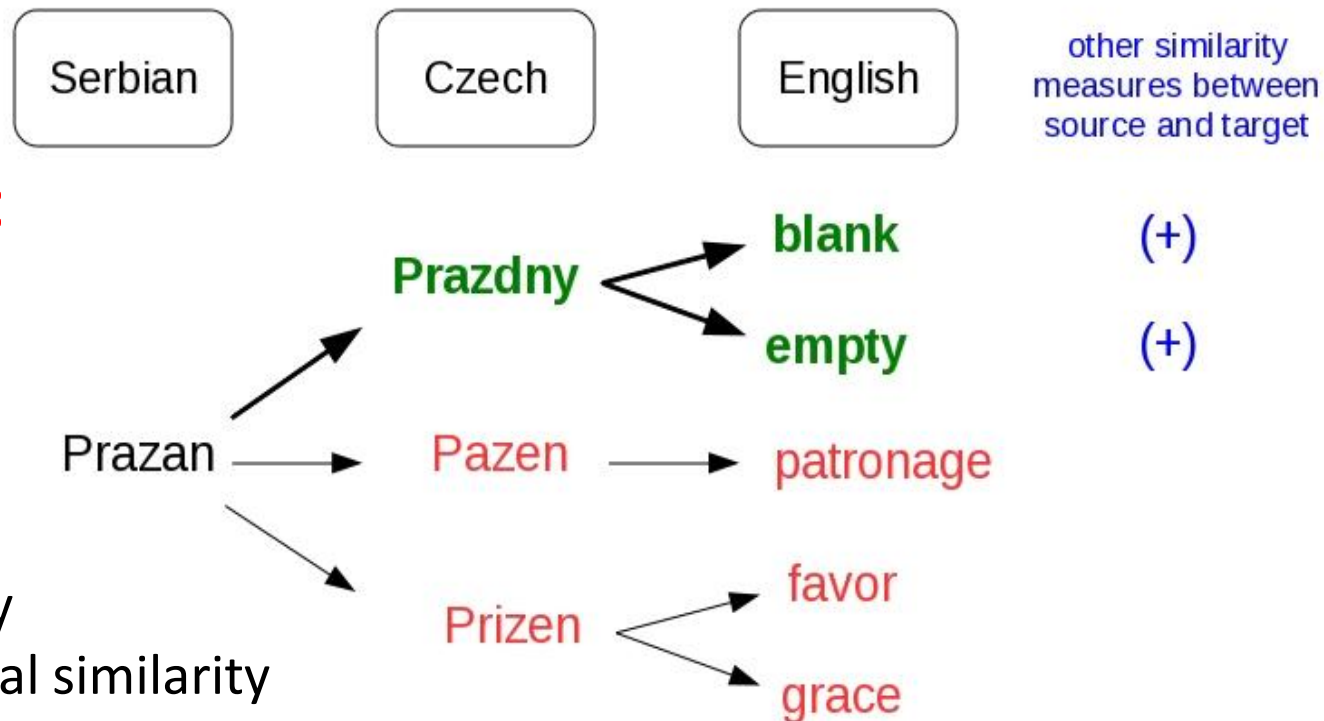 Serbian
Czech
English
other similarity
measures between
source and target
:
Prazdny
blank
(+)
empty
(+)
Prazan
Pazen
patronage
Prizen
favor
grace
y
al similarity